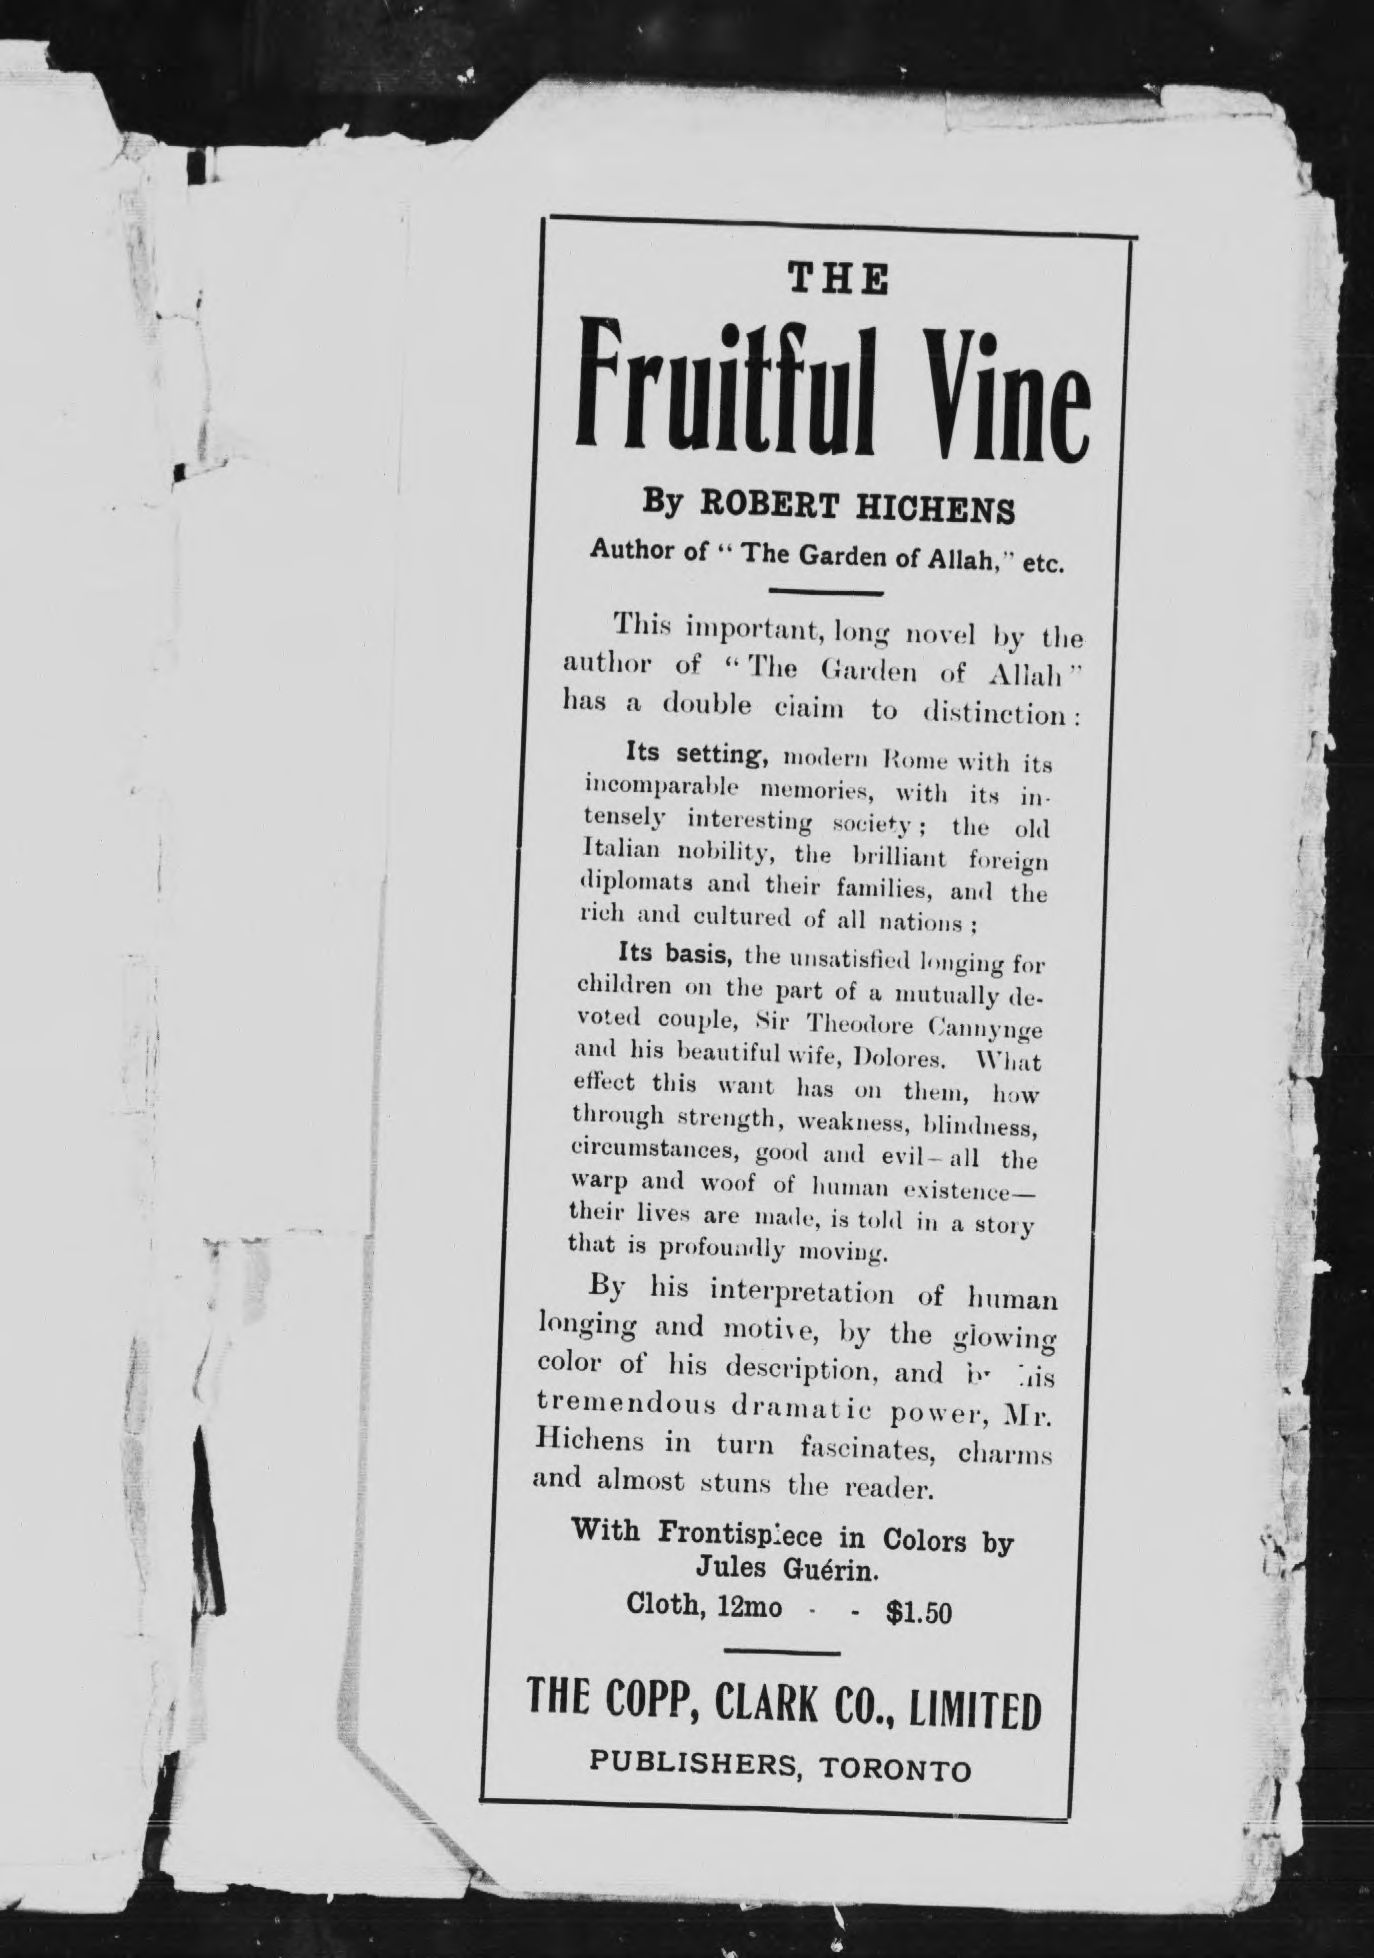 THE
Fruitful Vine
By ROBERT HICHENS
Author of "The Garden of Allah," etc.
This important, long novel by the
author of "The Garden of Allah"
has a double claim to distinction:
Its setting, modern Rome with its
incomparable memories, with its in-
tensely interesting society; the old
Italian nobility, the brilliant foreign
diplomats and their families, and the
rich and cultured of all nations;
Its basis, the unsatisfied longing for
children on the part of a mutually de-
voted couple, Sir Theodore Cannynge
and his beautiful wife, Dolores. What
effect this want has on them, how
through strength, weakness, blindness,
circumstances, good and evil—all the
warp and woof of human existence—
their lives are made, is told in a story
that is profoundly moving.
By his interpretation of human
longing and motive, by the glowing
color of his description, and by his
tremendous dramatic power, Mr.
Hichens in turn fascinates, charms
and almost stuns the reader.
With Frontispiece in Colors by
Jules Guérin.
Cloth, 12mo - - $1.50
THE COPP, CLARK CO., LIMITED
PUBLISHERS, TORONTO